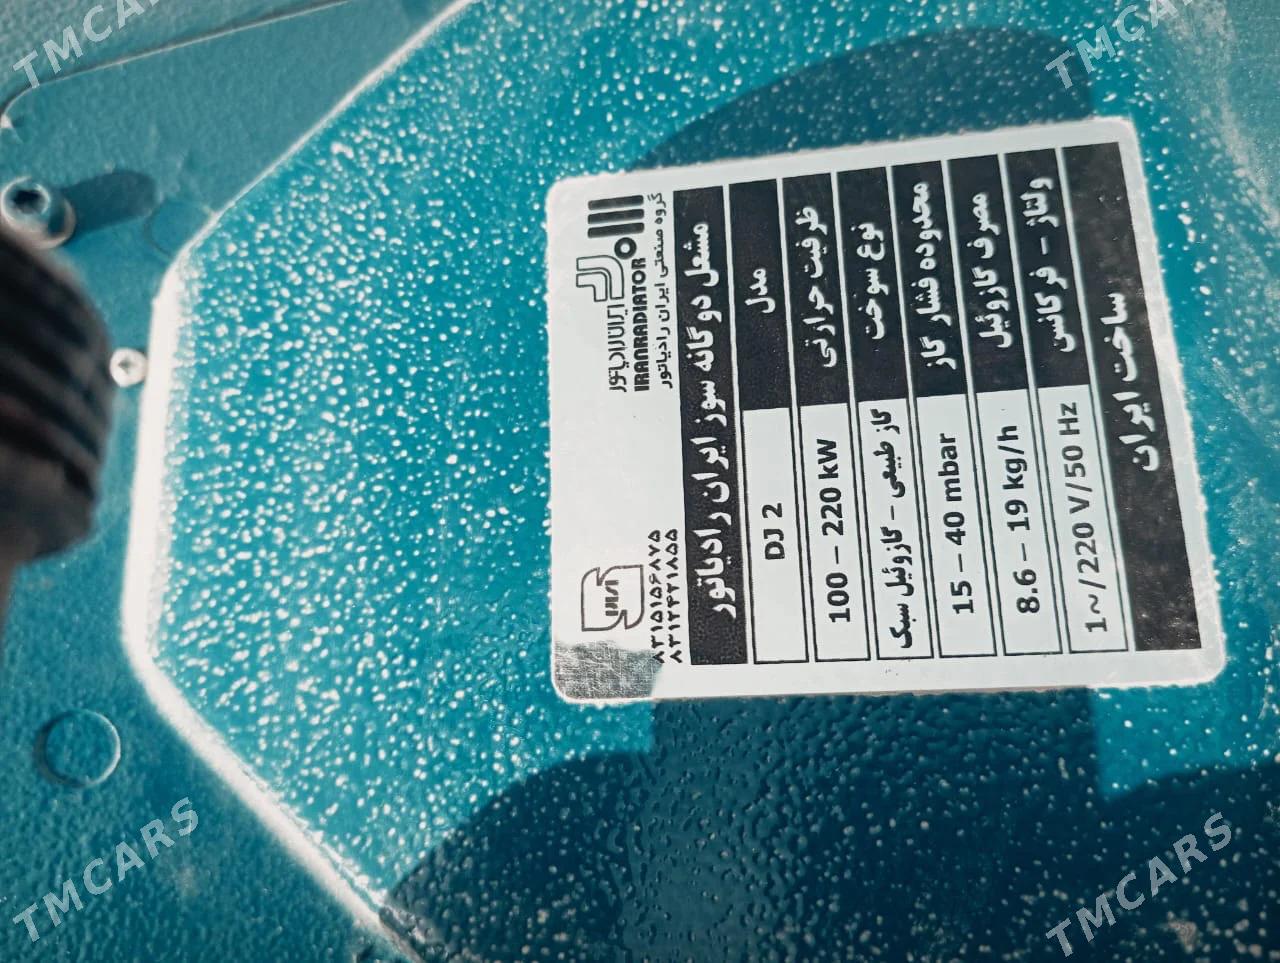 ایران رادیاتور
IRANRADIATOR
گروه صنعتی ایران رادیاتور
۸۳۱۵۱۵۶۸۷۵
۸۳۱۲۴۲۱۸۵۵
مشعل دوگانه سوز ایران رادیاتور
مدل DJ 2
ظرفیت حرارتی 100 – 220 kW
نوع سوخت گاز طبیعی - گازوئیل سبک
محدوده فشار گاز 15 – 40 mbar
مصرف گازوئیل 8.6 – 19 kg/h
ولتاژ - فرکانس 1~/220 V/50 Hz
ساخت ایران
TMCARS
TMCARS
TMCARS
TMCARS